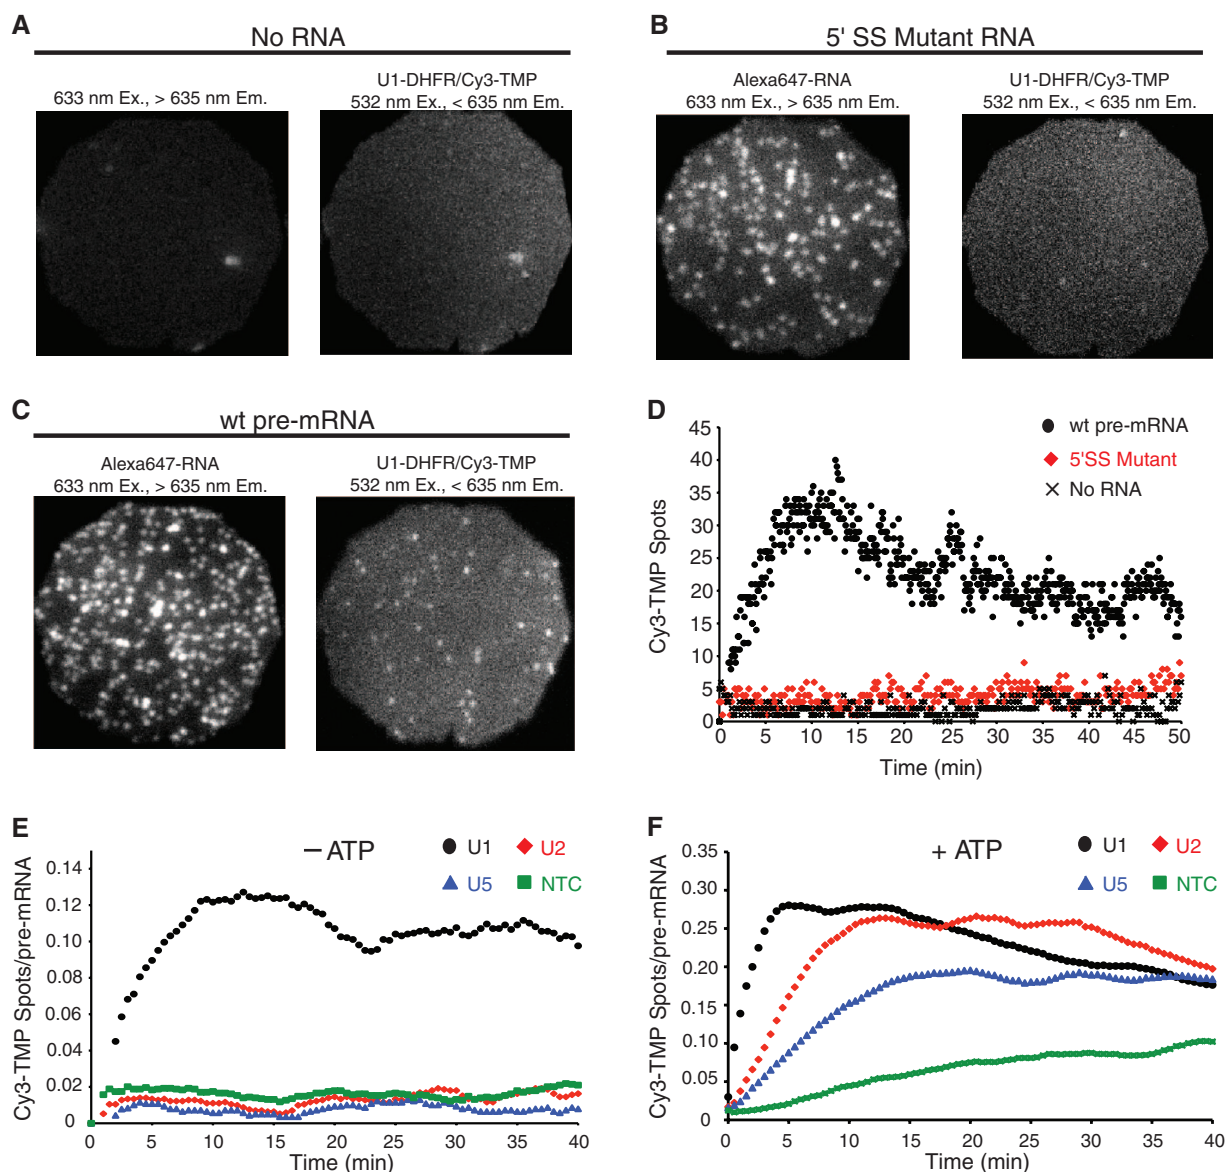 A
No RNA
633 nm Ex., > 635 nm Em.
U1-DHFR/Cy3-TMP
532 nm Ex., < 635 nm Em.
B
5' SS Mutant RNA
Alexa647-RNA
633 nm Ex., > 635 nm Em.
U1-DHFR/Cy3-TMP
532 nm Ex., < 635 nm Em.
C
wt pre-mRNA
Alexa647-RNA
633 nm Ex., > 635 nm Em.
U1-DHFR/Cy3-TMP
532 nm Ex., < 635 nm Em.
D
Cy3-TMP Spots
45
40
35
30
25
20
15
10
5
0
wt pre-mRNA
5'SS Mutant
No RNA
0 5 10 15 20 25 30 35 40 45 50
Time (min)
E
– ATP
U1 U2
U5 NTC
Cy3-TMP Spots/pre-mRNA
0.14
0.12
0.10
0.08
0.06
0.04
0.02
0
0 5 10 15 20 25 30 35 40
Time (min)
F
+ ATP
U1 U2
U5 NTC
Cy3-TMP Spots/pre-mRNA
0.35
0.30
0.25
0.20
0.15
0.10
0.05
0
0 5 10 15 20 25 30 35 40
Time (min)